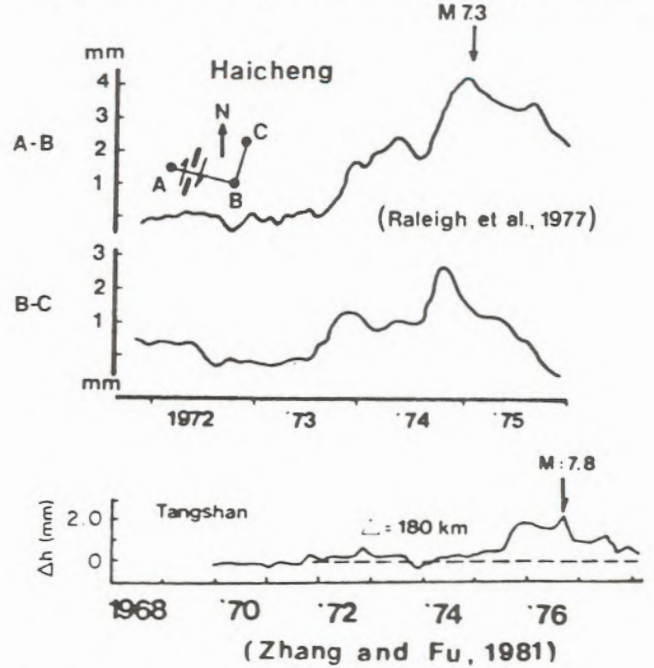 M 7.3
mm
Haicheng
4
3
2
1
A-B
N
A
B
C
(Raleigh et al., 1977)
3
2
1
B-C
mm
1972
'73
'74
'75
M:7.8
Δh (mm)
2.0
0
Tangshan
Δ = 180 km
1968
'70
'72
'74
'76
(Zhang and Fu, 1981)